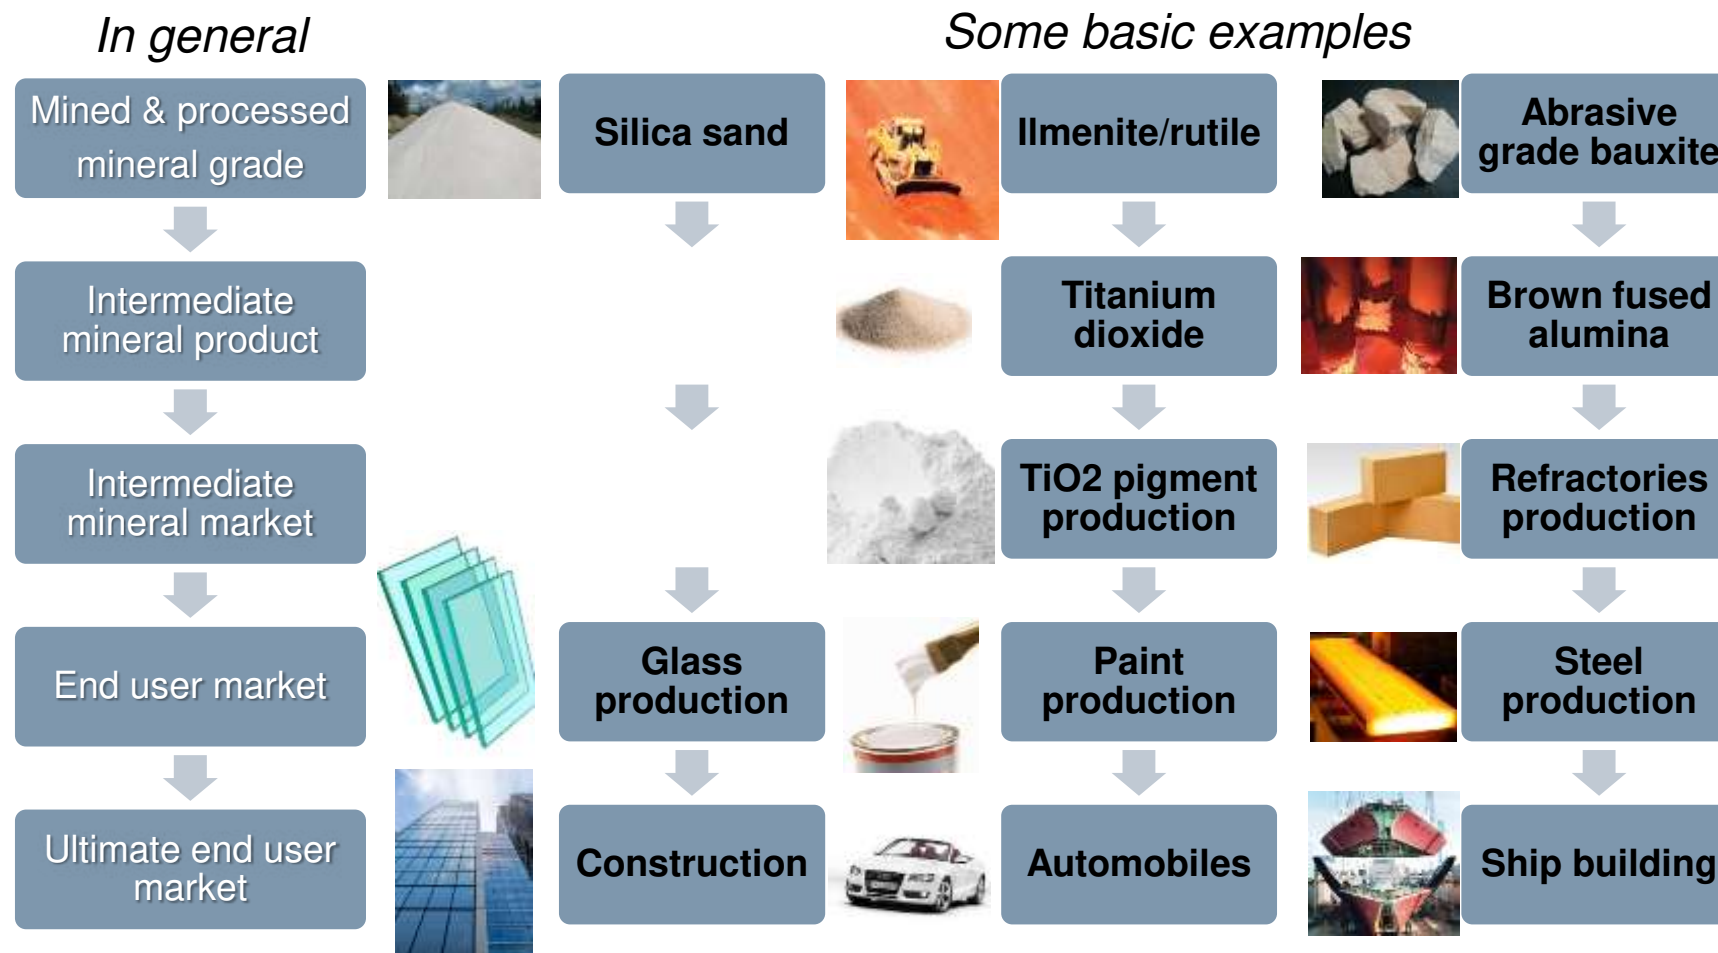 In general
Some basic examples
Mined & processed
mineral grade
Silica sand
Ilmenite/rutile
Abrasive
grade bauxite
Intermediate
mineral product
Titanium
dioxide
Brown fused
alumina
Intermediate
mineral market
TiO2 pigment
production
Refractories
production
End user market
Glass
production
Paint
production
Steel
production
Ultimate end user
market
Construction
Automobiles
Ship building